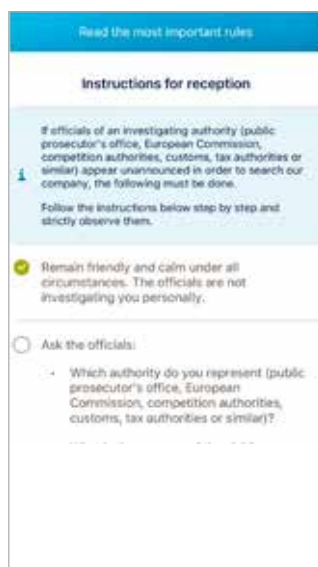 Read the most important rules
Instructions for reception
If officials of an investigating authority (public
prosecutor's office, European Commission,
competition authorities, customs, tax authorities or
similar) appear unannounced in order to search our
company, the following must be done.
Follow the instructions below step by step and
strictly observe them.
Remain friendly and calm under all
circumstances. The officials are not
investigating you personally.
Ask the officials:
• Which authority do you represent (public
prosecutor's office, European
Commission, competition authorities,
customs, tax authorities or similar)?